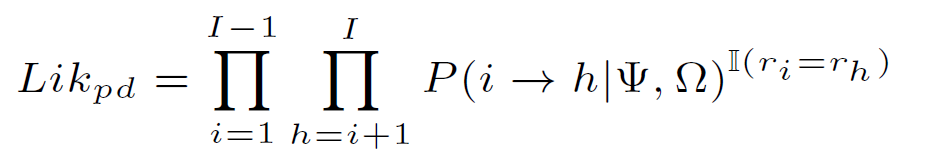 $Lik_{pd} = \prod_{i=1}^{I-1} \prod_{h=i+1}^{I} P(i \to h|\Psi, \Omega)^{\mathbb{I}(r_i = r_h)}$